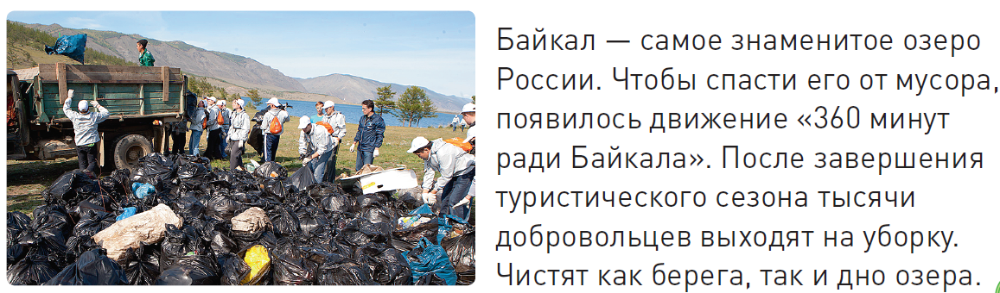 Байкал — самое знаменитое озеро
России. Чтобы спасти его от мусора,
появилось движение «360 минут
ради Байкала». После завершения
туристического сезона тысячи
добровольцев выходят на уборку.
Чистят как берега, так и дно озера.